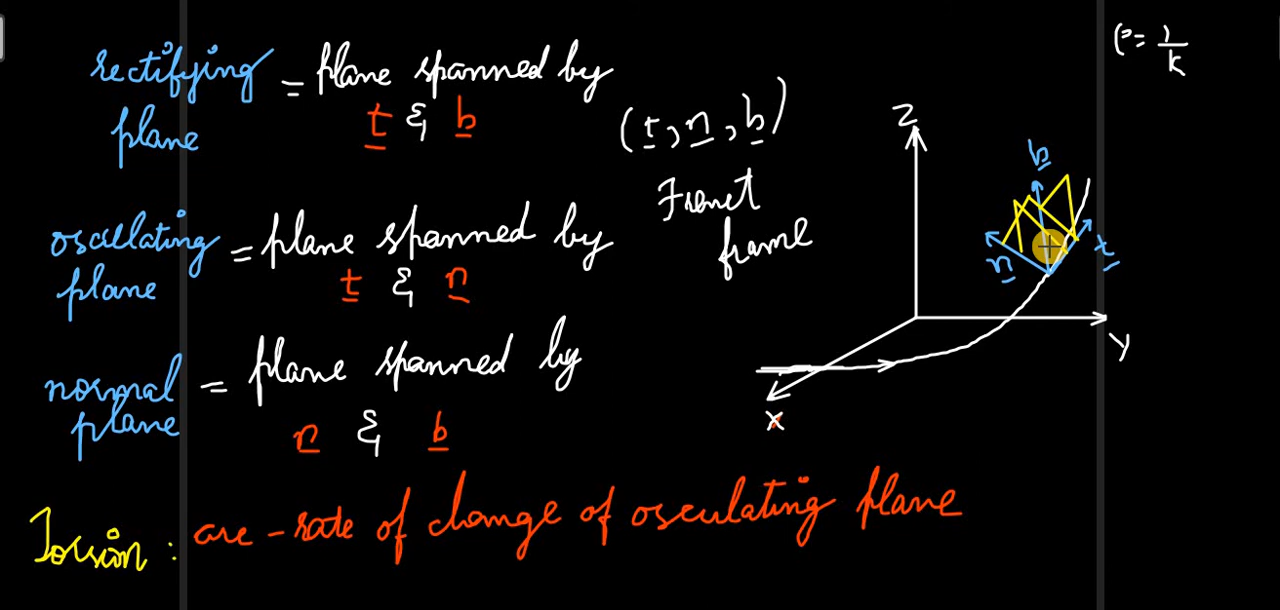 rectifying = plane spanned by
plane t & b
(t, n, b)
Frenet
frame
osculating = plane spanned by
plane t & n
normal = plane spanned by
plane n & b
Torsion : arc-rate of change of osculating plane
ρ = 1/k
Z
b
n
t
Y
X